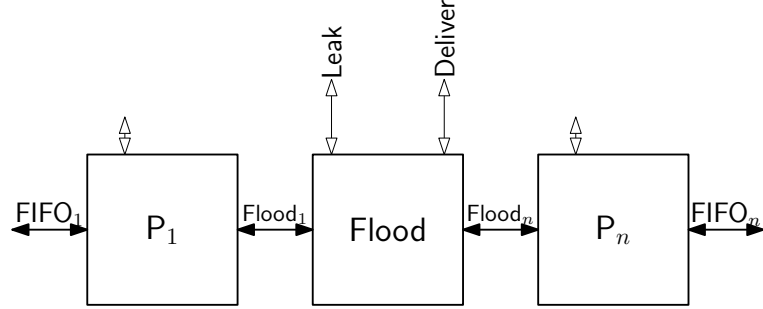 Leak
Deliver
FIFO₁
P₁
Flood₁
Flood
Floodₙ
Pₙ
FIFOₙ